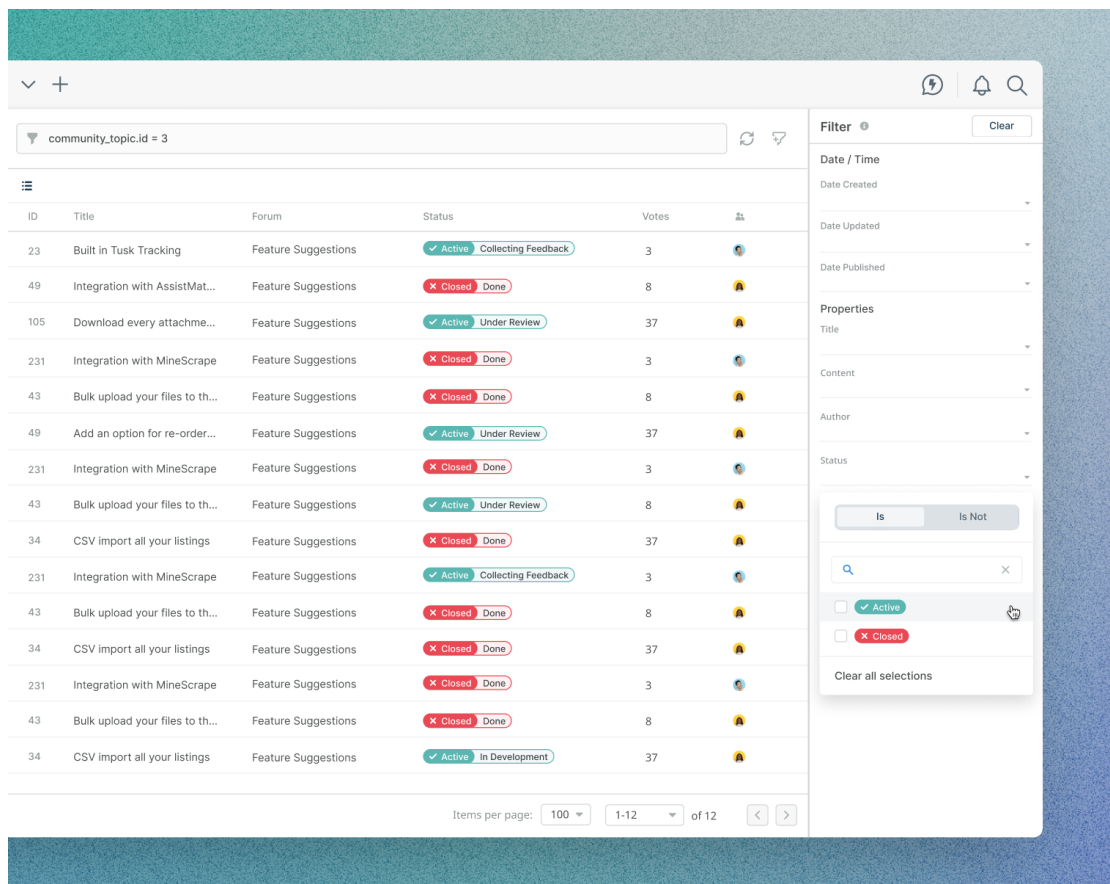 community_topic.id = 3
Filter Clear
Date / Time
Date Created
Date Updated
Date Published
Properties
Title
Content
Author
Status
Is Is Not
Active
Closed
Clear all selections
ID Title Forum Status Votes
23 Built in Tusk Tracking Feature Suggestions Active Collecting Feedback 3
49 Integration with AssistMat... Feature Suggestions Closed Done 8
105 Download every attachme... Feature Suggestions Active Under Review 37
231 Integration with MineScrape Feature Suggestions Closed Done 3
43 Bulk upload your files to th... Feature Suggestions Closed Done 8
49 Add an option for re-order... Feature Suggestions Active Under Review 37
231 Integration with MineScrape Feature Suggestions Closed Done 3
43 Bulk upload your files to th... Feature Suggestions Active Under Review 8
34 CSV import all your listings Feature Suggestions Closed Done 37
231 Integration with MineScrape Feature Suggestions Active Collecting Feedback 3
43 Bulk upload your files to th... Feature Suggestions Closed Done 8
34 CSV import all your listings Feature Suggestions Closed Done 37
231 Integration with MineScrape Feature Suggestions Closed Done 3
43 Bulk upload your files to th... Feature Suggestions Closed Done 8
34 CSV import all your listings Feature Suggestions Active In Development 37
Items per page: 100 1-12 of 12